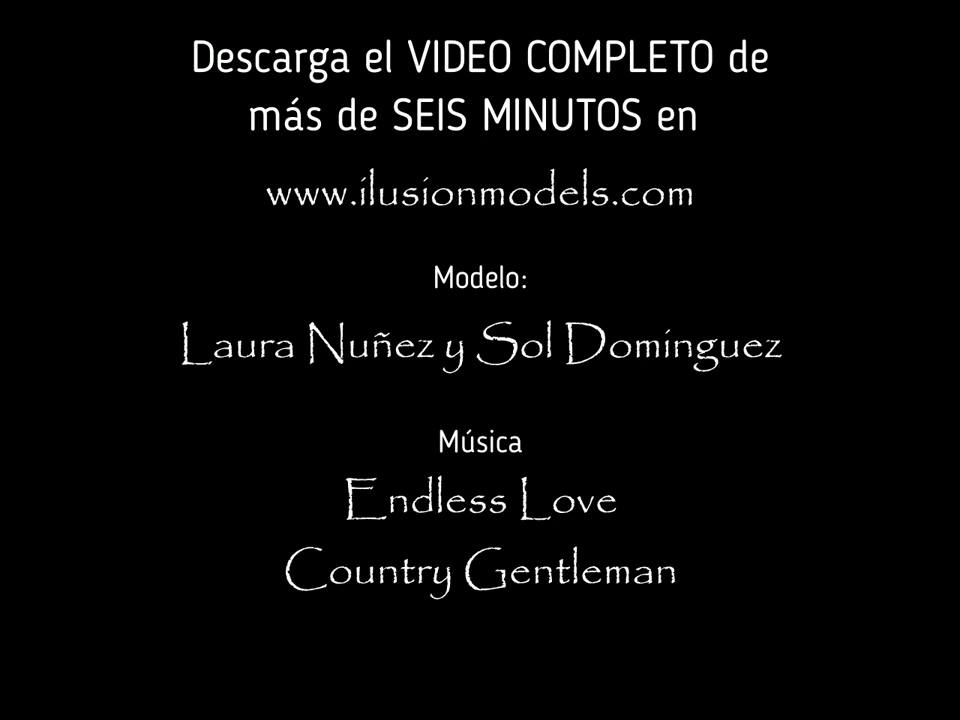 Descarga el VIDEO COMPLETO de
más de SEIS MINUTOS en
www.ilusionmodels.com
Modelo:
Laura Nuñez y Sol Dominguez
Música
Endless Love
Country Gentleman